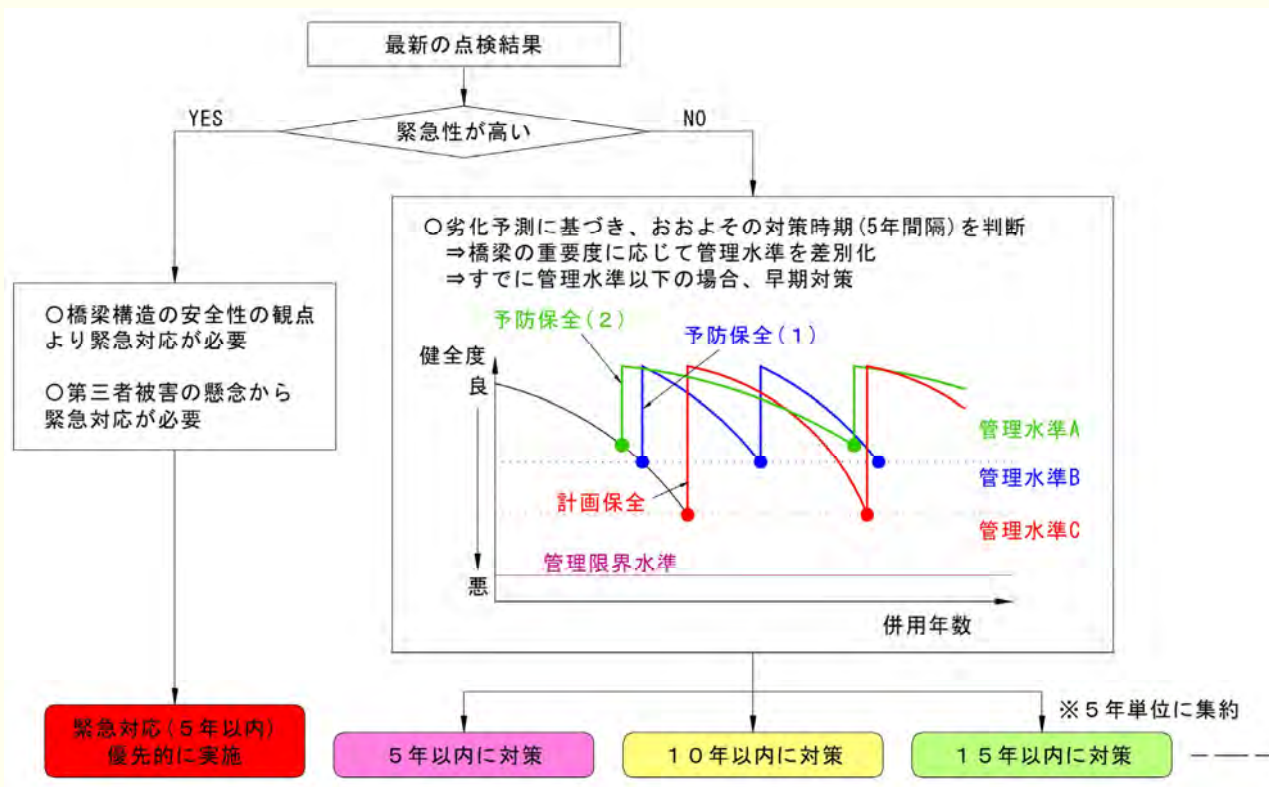 最新の点検結果
緊急性が高い
YES
NO
○橋梁構造の安全性の観点
より緊急対応が必要
○第三者被害の懸念から
緊急対応が必要
○劣化予測に基づき、おおよその対策時期(5年間隔)を判断
⇒橋梁の重要度に応じて管理水準を差別化
⇒すでに管理水準以下の場合、早期対策
予防保全(2)
予防保全(1)
健全度
良
管理水準A
管理水準B
計画保全
管理水準C
管理限界水準
悪
併用年数
※5年単位に集約
緊急対応(5年以内)
優先的に実施
5年以内に対策
10年以内に対策
15年以内に対策